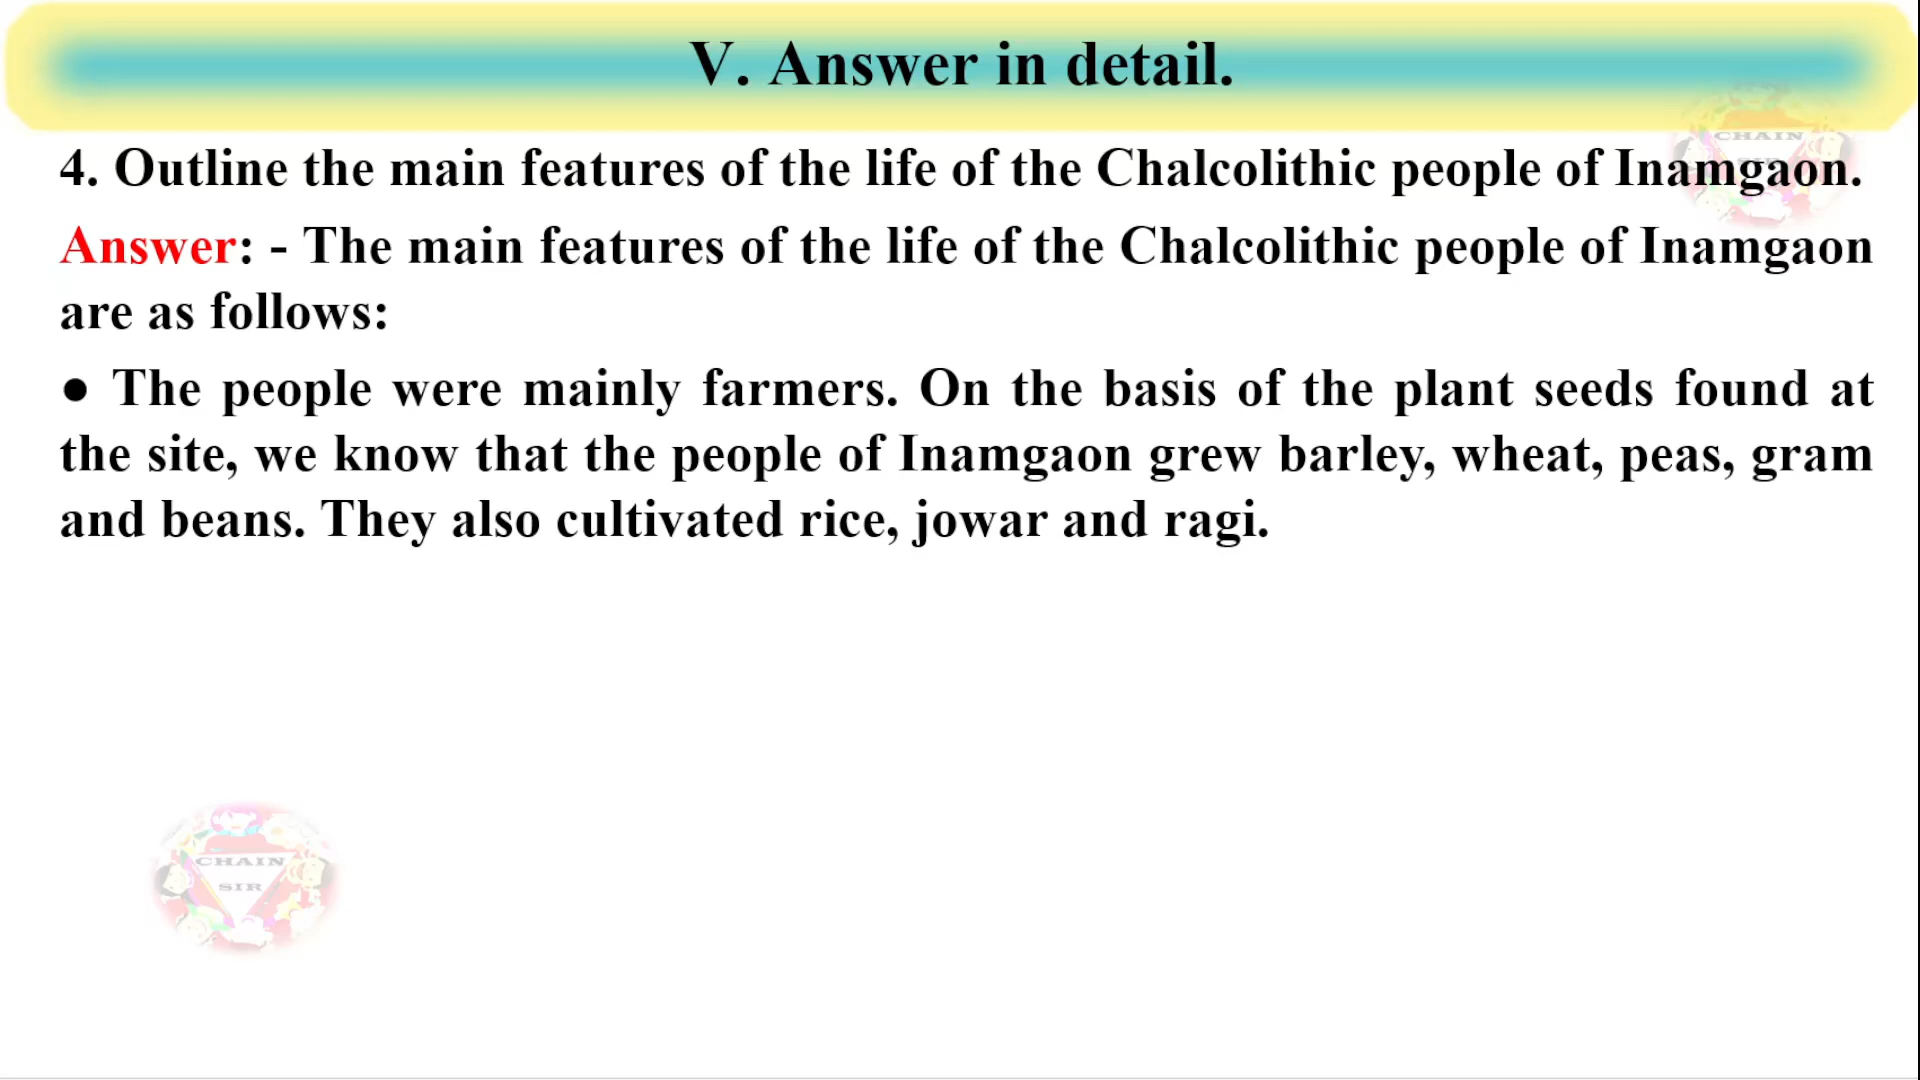 V. Answer in detail.
CHAIN
SIR
4. Outline the main features of the life of the Chalcolithic people of Inamgaon.
Answer: - The main features of the life of the Chalcolithic people of Inamgaon
are as follows:
● The people were mainly farmers. On the basis of the plant seeds found at
the site, we know that the people of Inamgaon grew barley, wheat, peas, gram
and beans. They also cultivated rice, jowar and ragi.
CHAIN
SIR